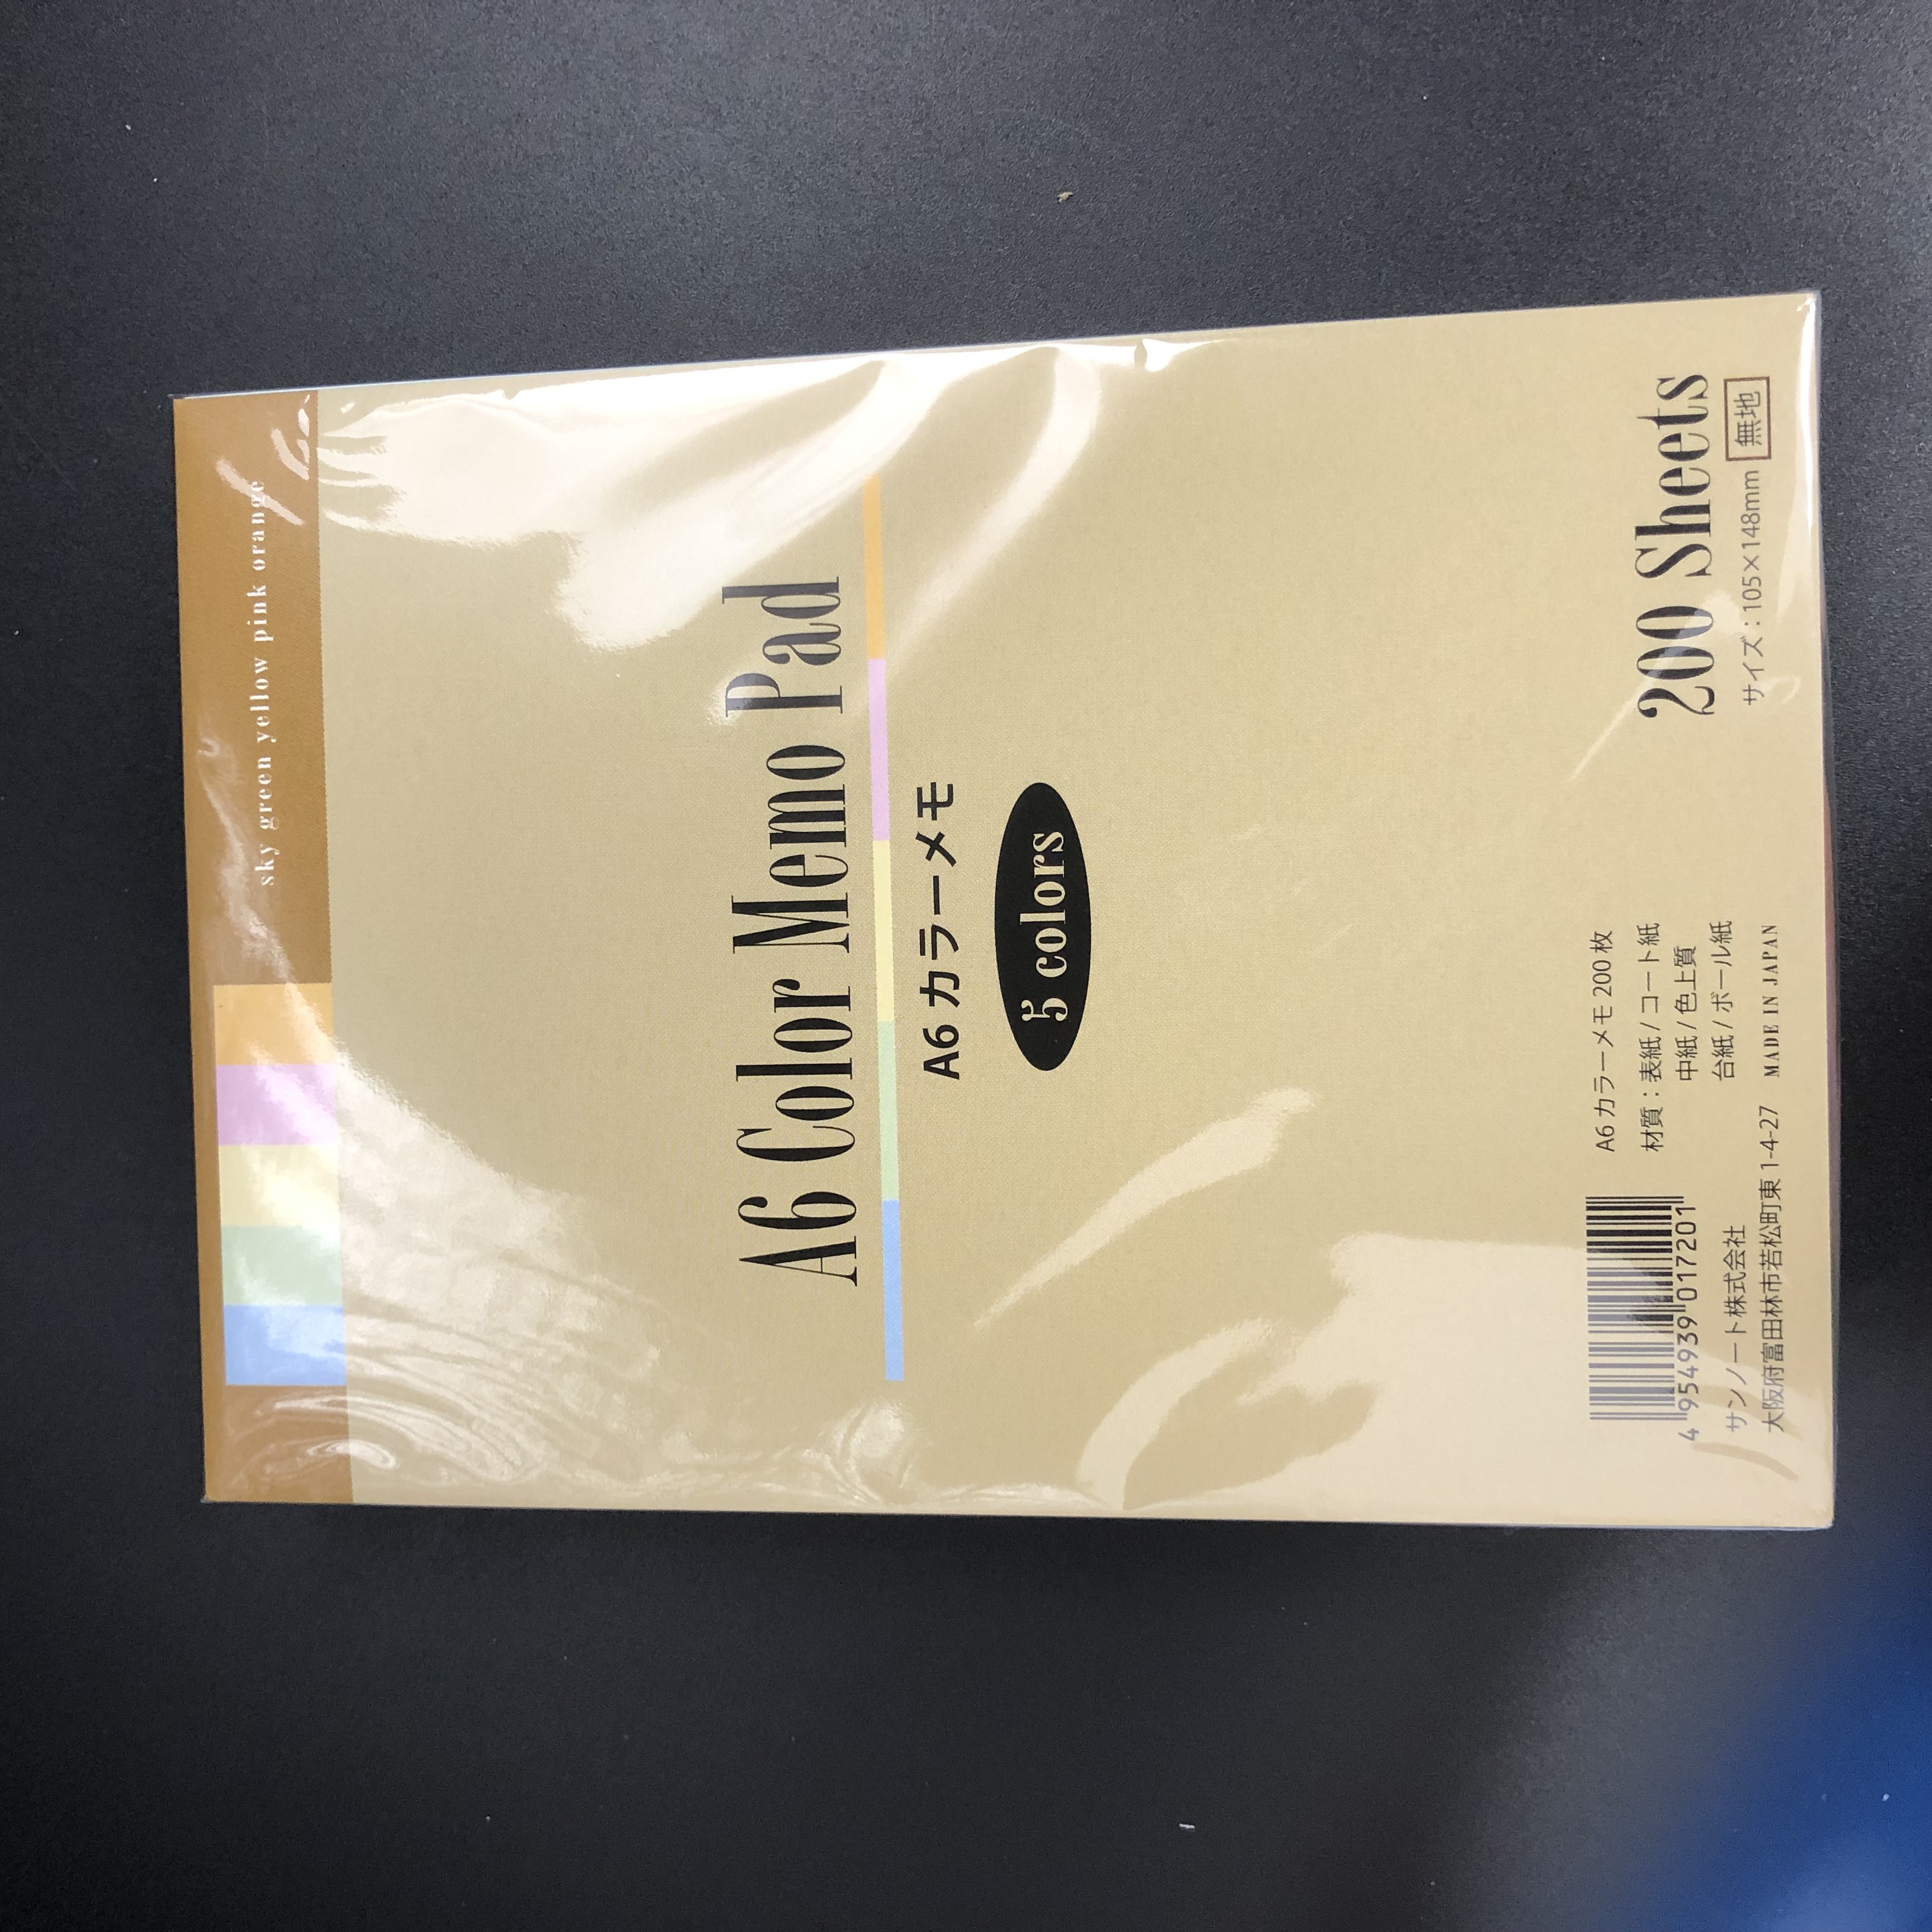 sky green yellow pink orange
A6 Color Memo Pad
A6 カラーメモ
5 colors
A6 カラーメモ 200 枚
材質：表紙 / コート紙
中紙 / 色上質
台紙 / ボール紙
4 954939 017201
サンノート株式会社
大阪府富田林市若松町東 1-4-27 MADE IN JAPAN
200 Sheets
サイズ：105×148mm 無地